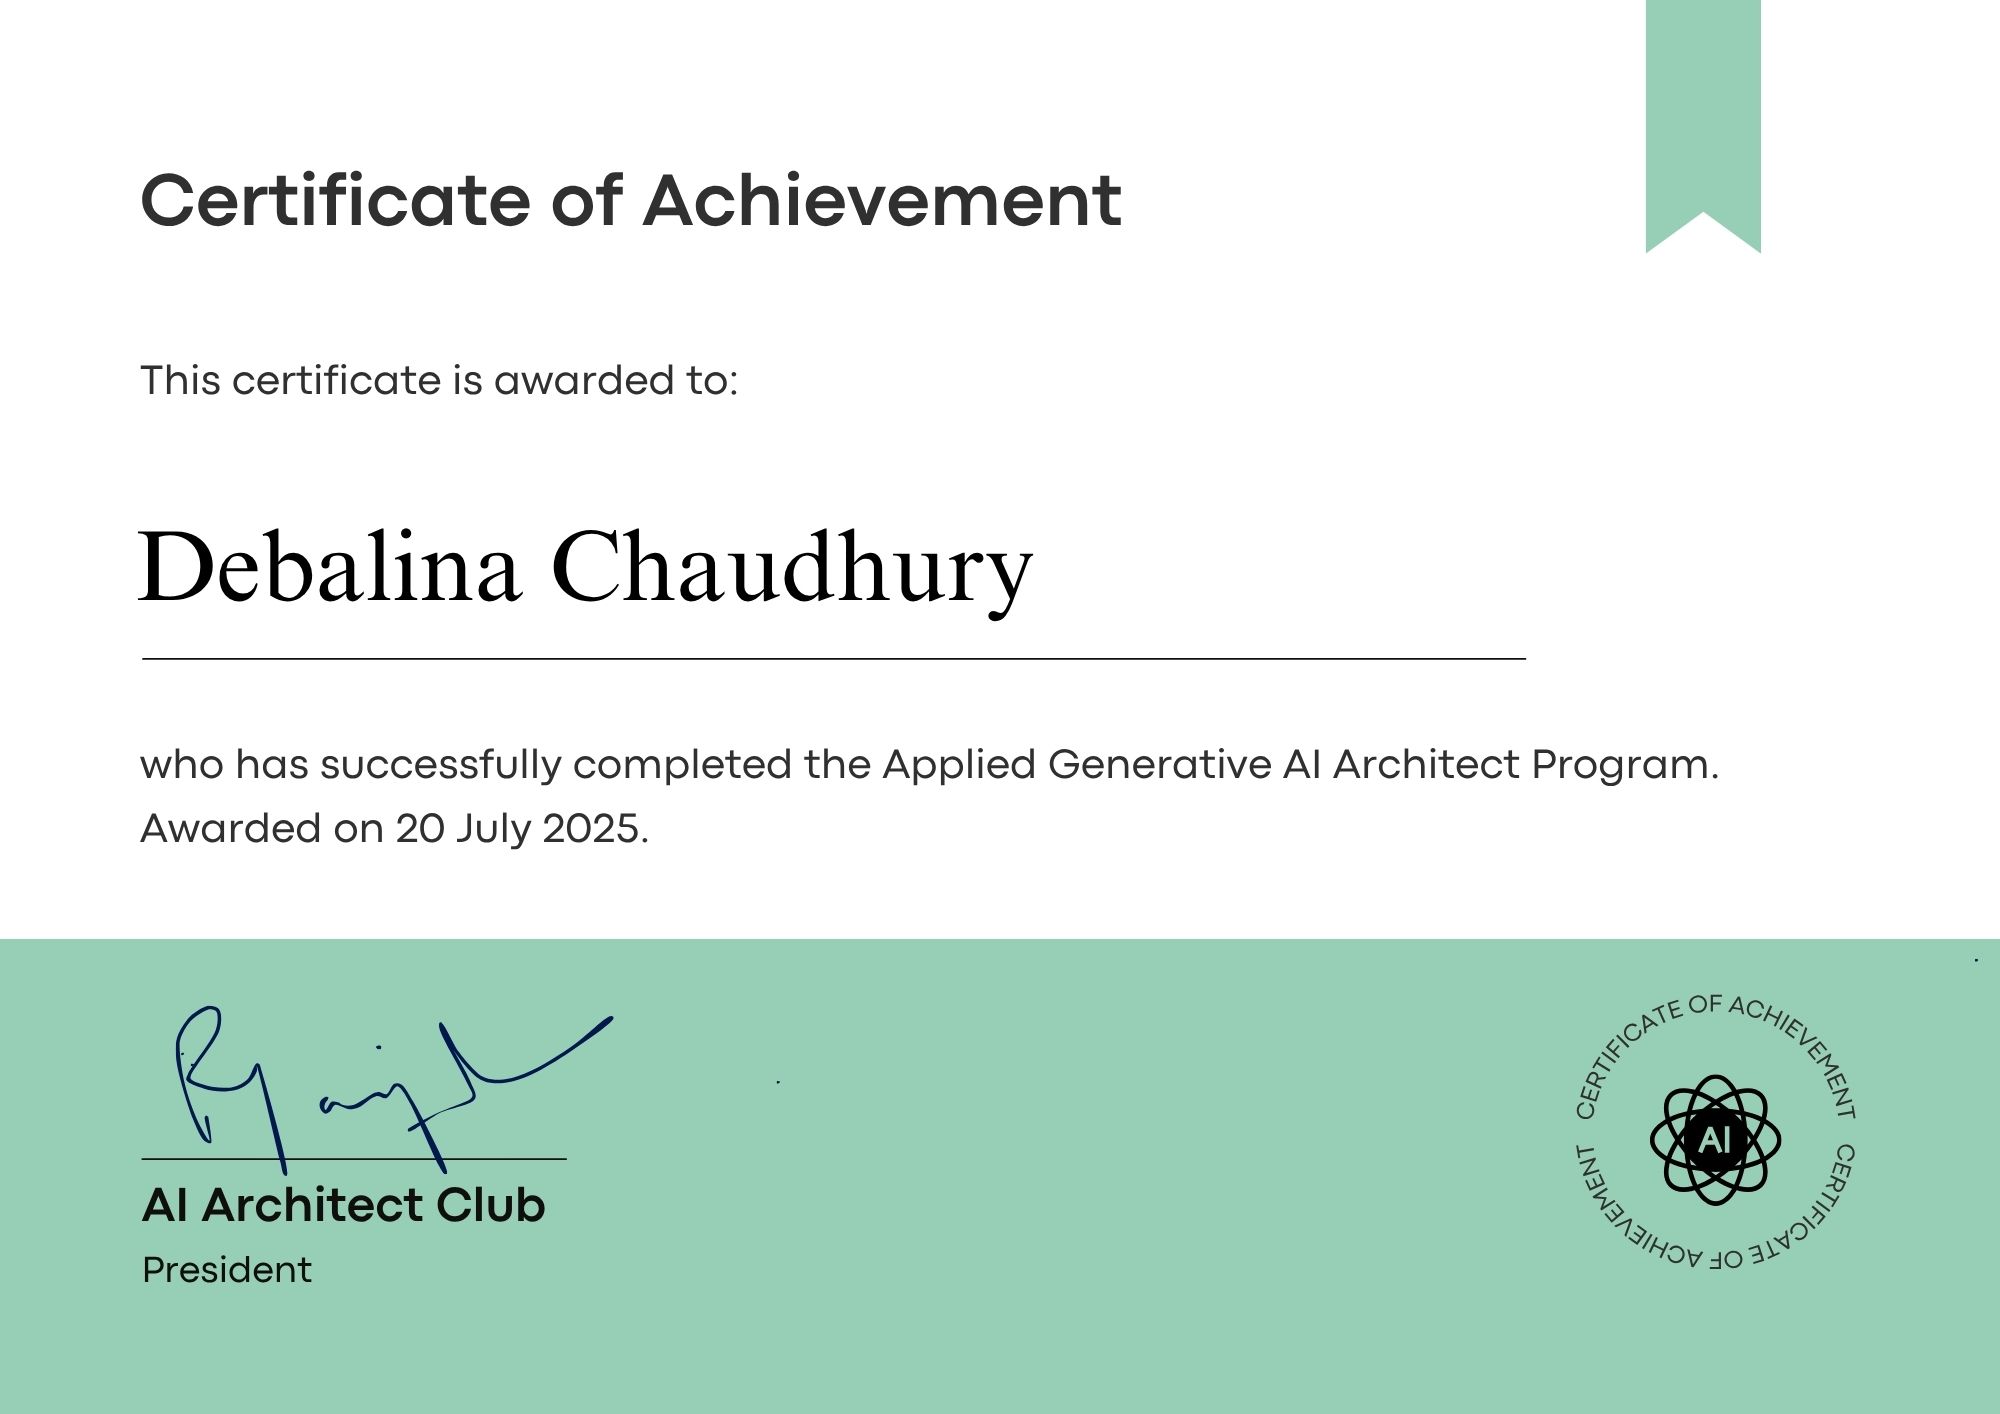 Certificate of Achievement
This certificate is awarded to:
Debalina Chaudhury
who has successfully completed the Applied Generative AI Architect Program.
Awarded on 20 July 2025.
AI Architect Club
President
CERTIFICATE OF ACHIEVEMENT
CERTIFICATE OF ACHIEVEMENT
AI